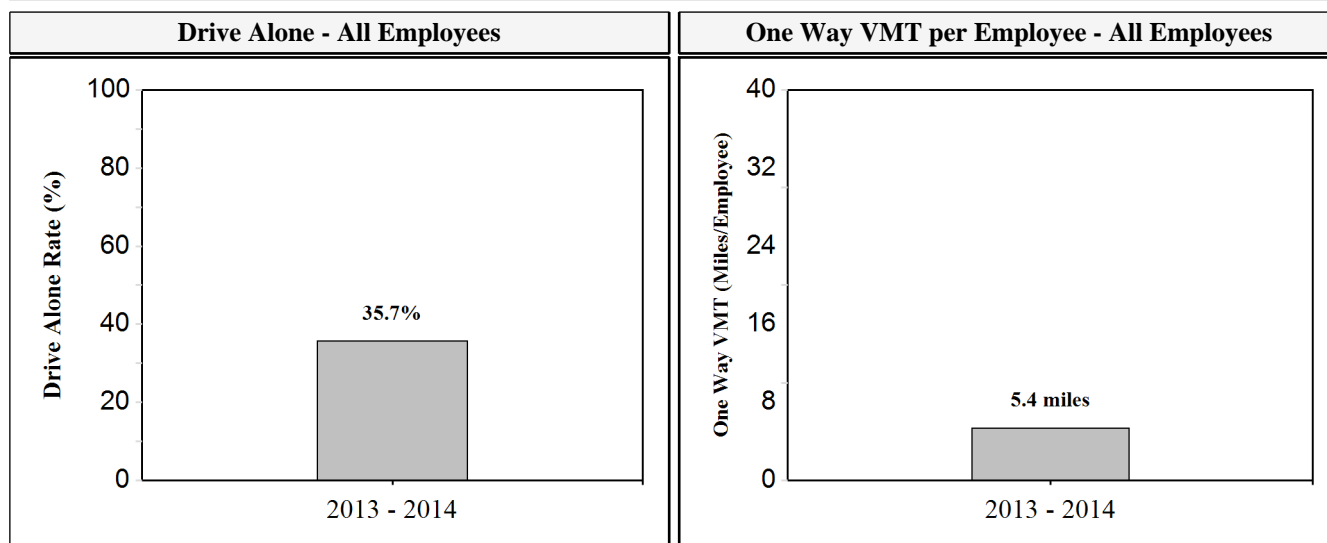 Drive Alone - All Employees
Drive Alone Rate (%)
100
80
60
40
20
0
35.7%
2013 - 2014
One Way VMT per Employee - All Employees
One Way VMT (Miles/Employee)
40
32
24
16
8
0
5.4 miles
2013 - 2014